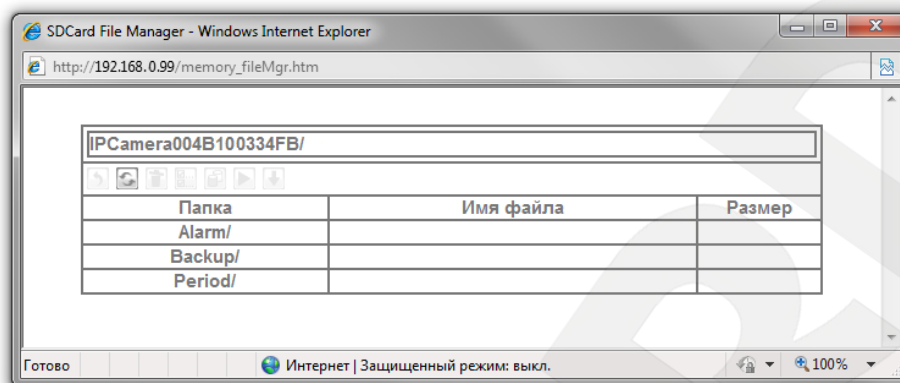 SDCard File Manager - Windows Internet Explorer
http://192.168.0.99/memory_fileMgr.htm
IPCamera004B100334FB/
Папка Имя файла Размер
Alarm/
Backup/
Period/
Готово Интернет | Защищенный режим: выкл. 100%